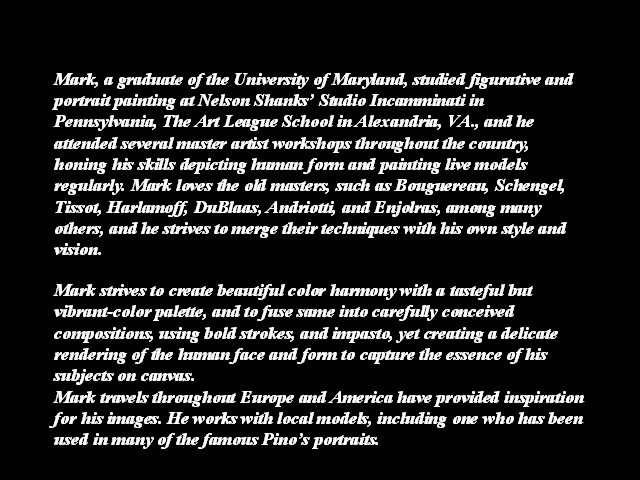 Mark, a graduate of the University of Maryland, studied figurative and
portrait painting at Nelson Shanks’ Studio Incamminati in
Pennsylvania, The Art League School in Alexandria, VA., and he
attended several master artist workshops throughout the country,
honing his skills depicting human form and painting live models
regularly. Mark loves the old masters, such as Bouguereau, Schengel,
Tissot, Harlamoff, DuBlaas, Andriotti, and Enjolras, among many
others, and he strives to merge their techniques with his own style and
vision.
Mark strives to create beautiful color harmony with a tasteful but
vibrant-color palette, and to fuse same into carefully conceived
compositions, using bold strokes, and impasto, yet creating a delicate
rendering of the human face and form to capture the essence of his
subjects on canvas.
Mark travels throughout Europe and America have provided inspiration
for his images. He works with local models, including one who has been
used in many of the famous Pino’s portraits.